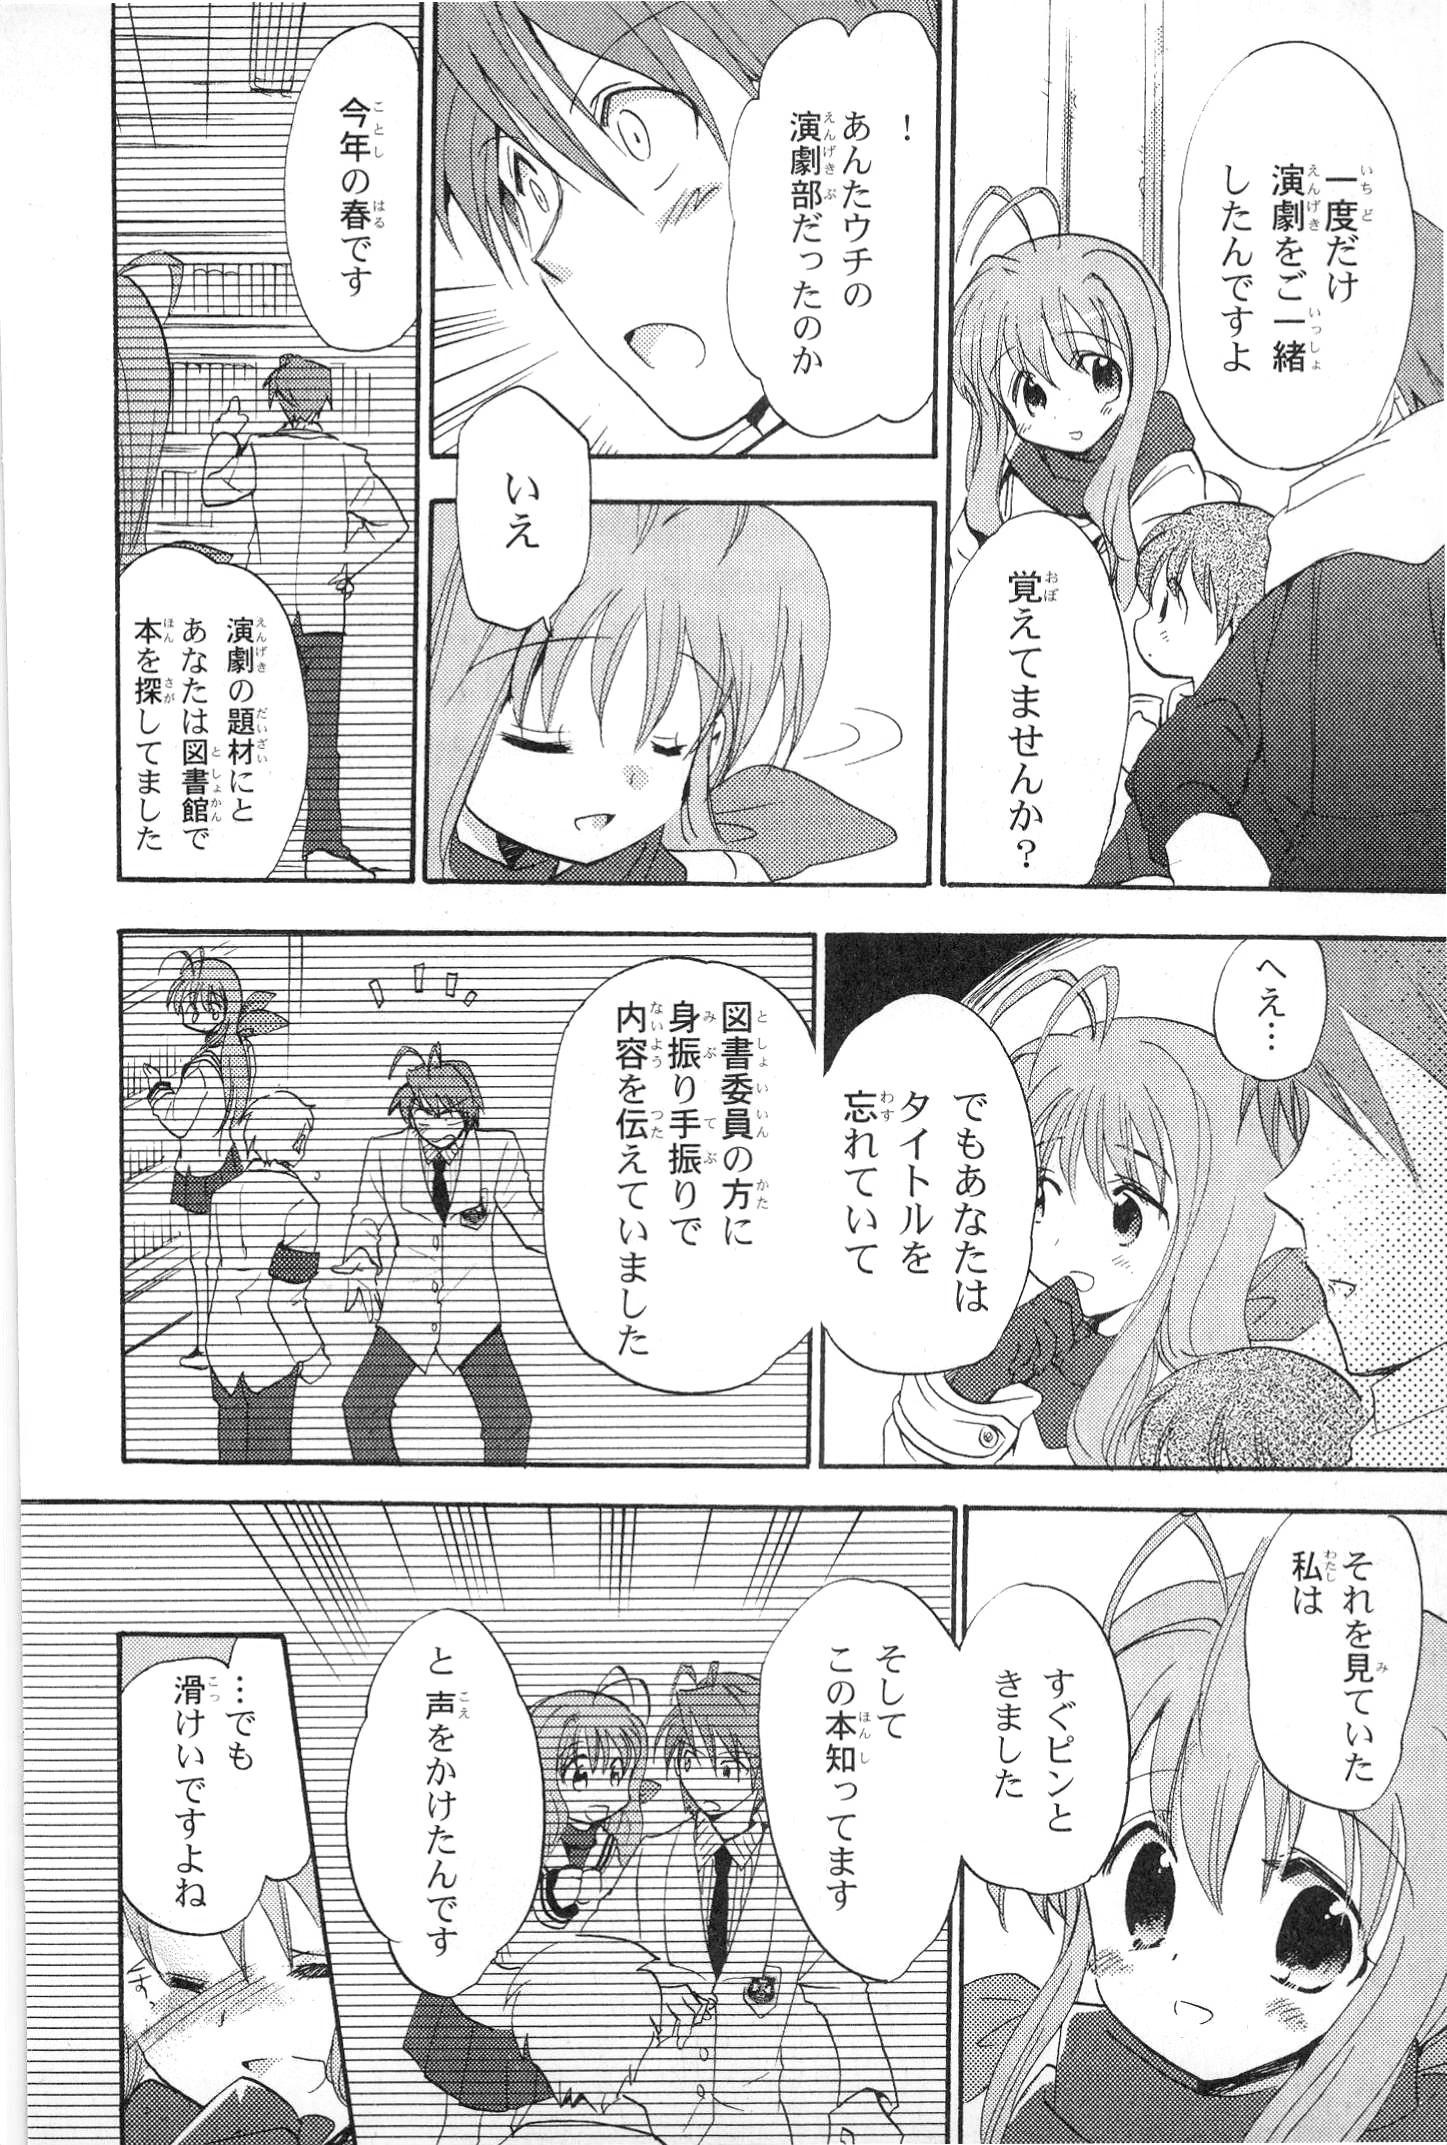 一度だけ
演劇をご一緒
したんですよ
覚えてませんか？
！
あんたウチの
演劇部だったのか
いえ
今年の春です
演劇の題材にと
あなたは図書館で
本を探してました
へえ…
でもあなたは
タイトルを
忘れていて
図書委員の方に
身振り手振りで
内容を伝えていました
それを見ていた
私は
すぐピンと
きました
そして
この本知ってます
と声をかけたんです
…でも
滑けいですよね